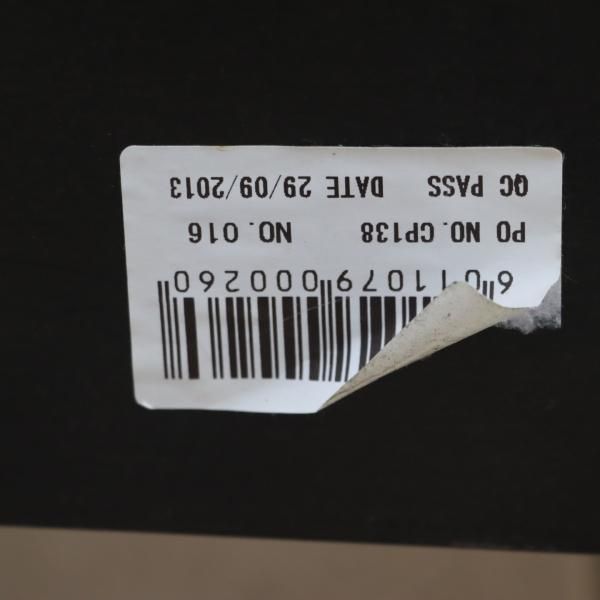 6011079000260
PO NO.CP138 NO.016
QC PASS DATE 29/09/2013